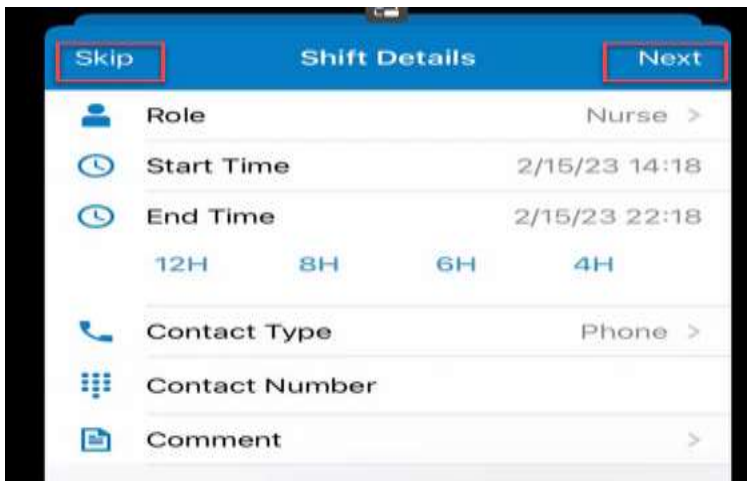 Skip Shift Details Next
Role Nurse >
Start Time 2/15/23 14:18
End Time 2/15/23 22:18
12H 8H 6H 4H
Contact Type Phone >
Contact Number
Comment >